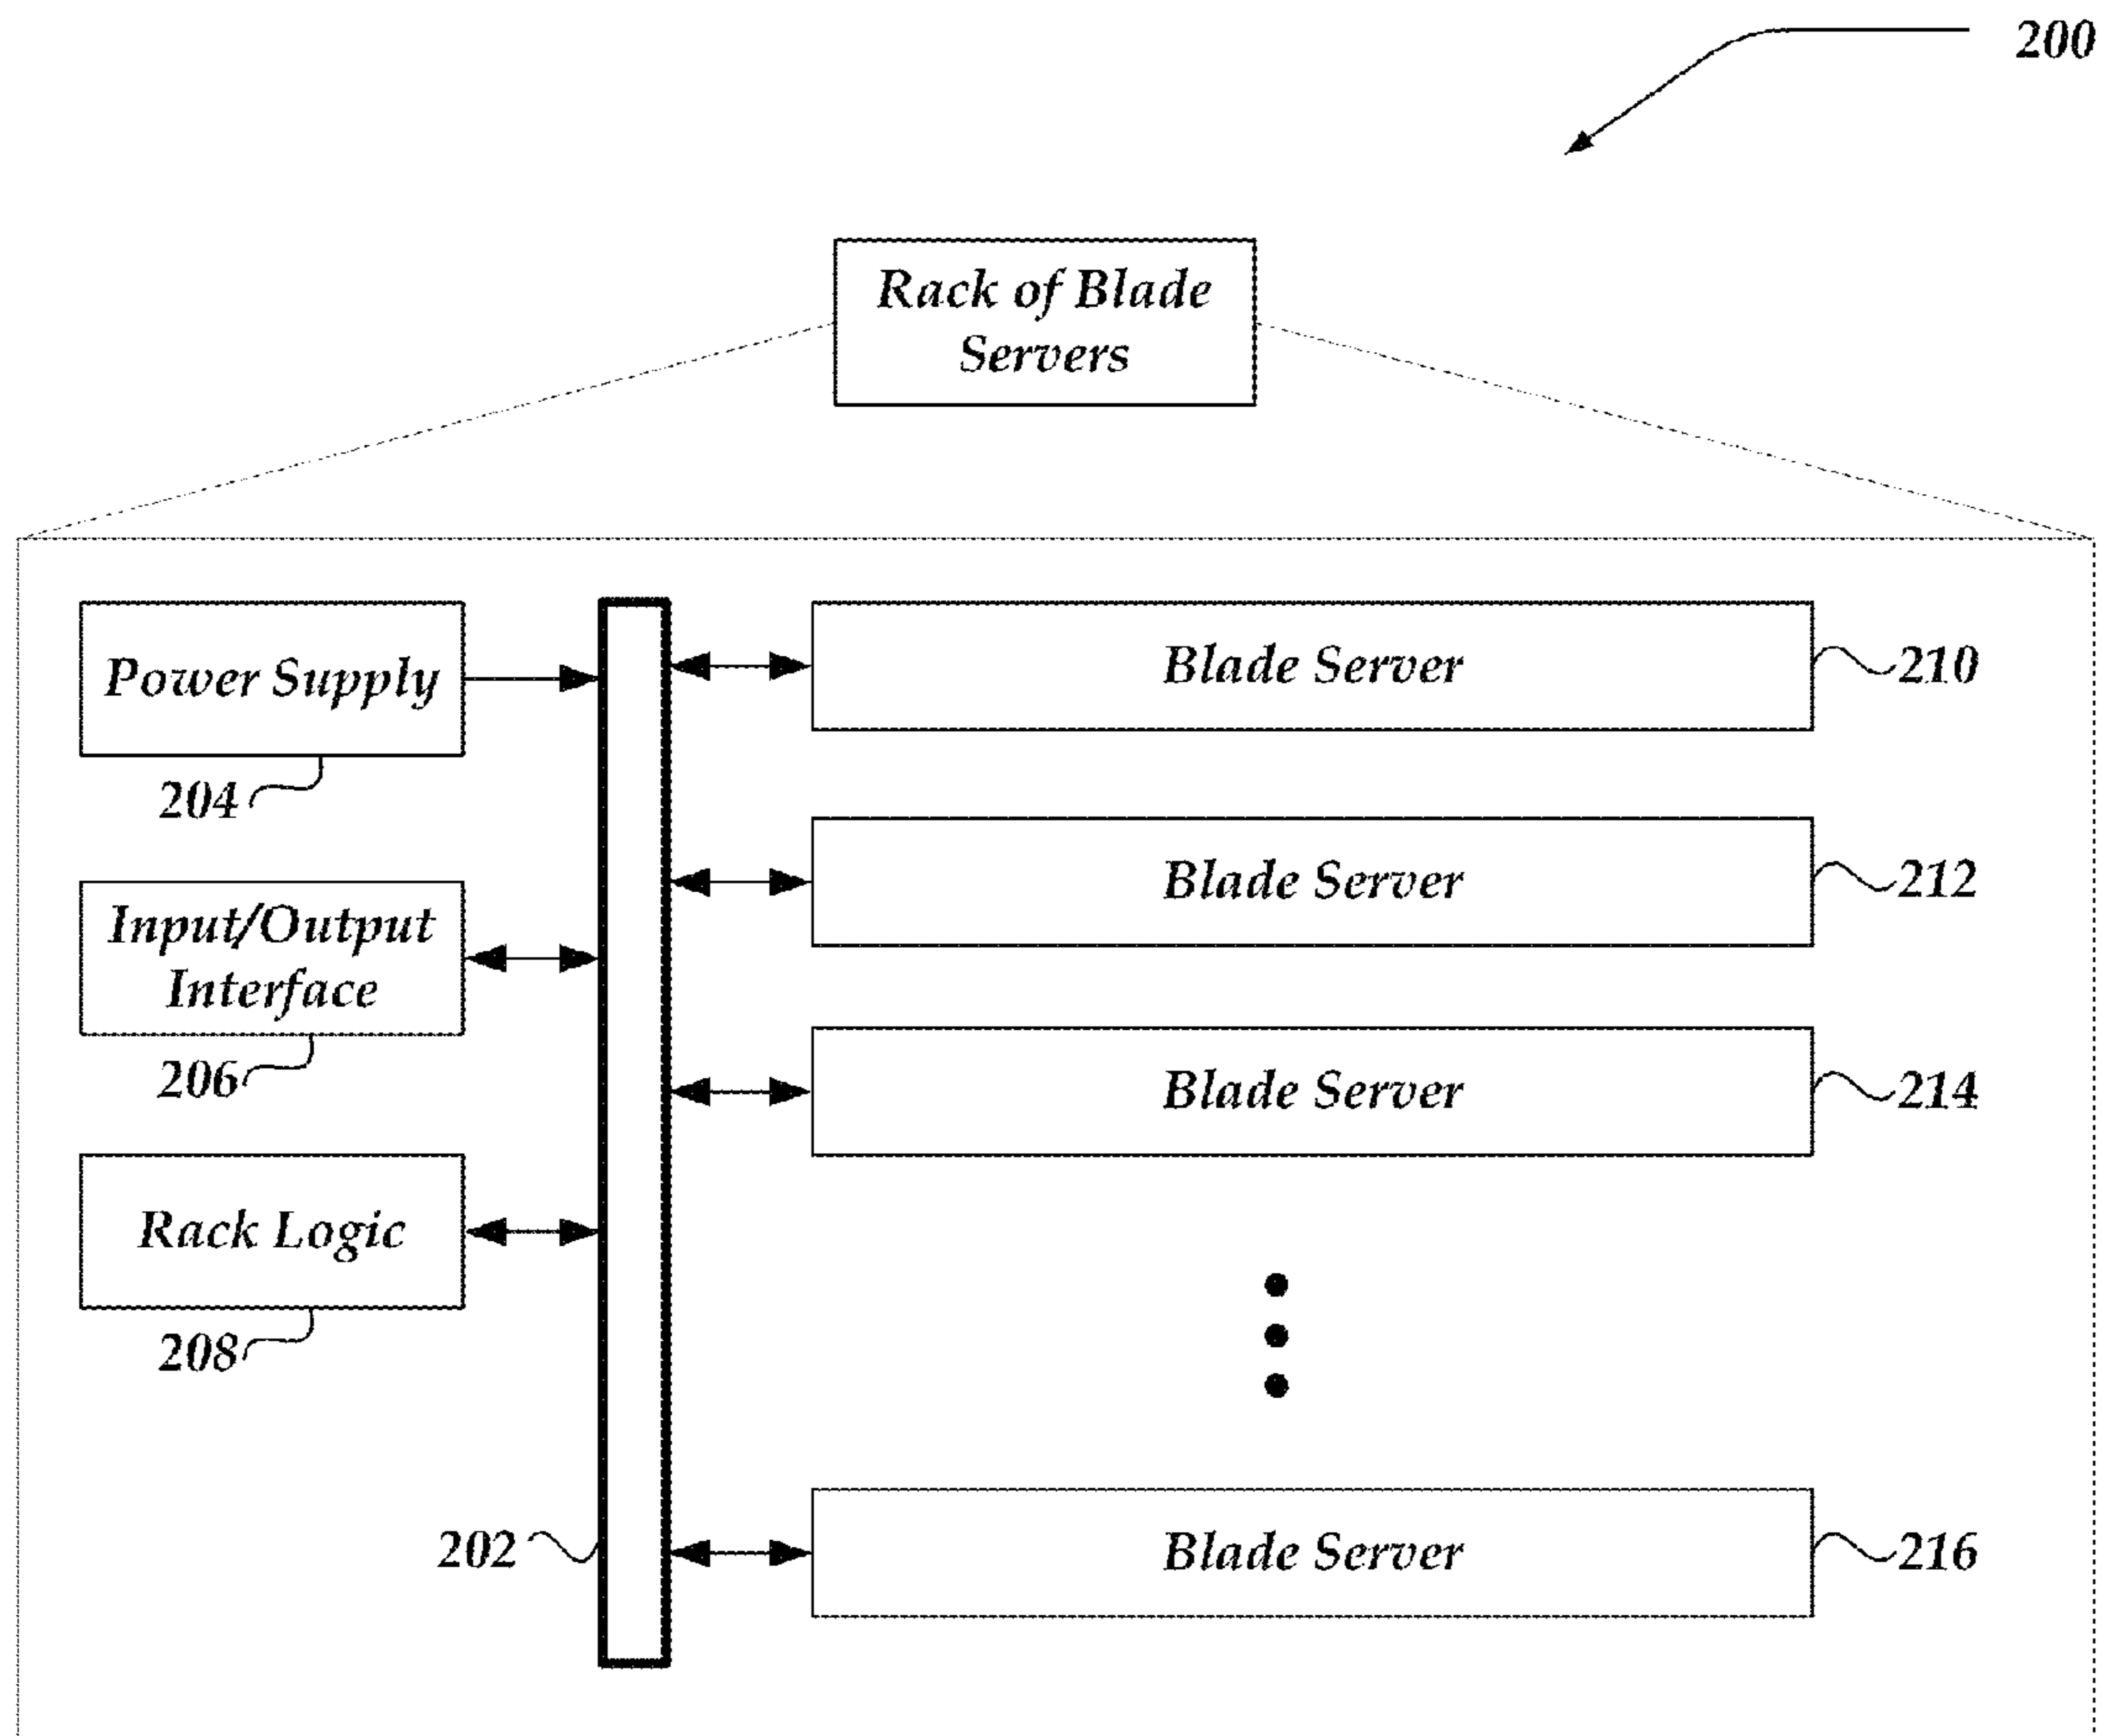 200
Rack of Blade
Servers
Power Supply
204
Input/Output
Interface
206
Rack Logic
208
202
Blade Server
210
Blade Server
212
Blade Server
214
Blade Server
216